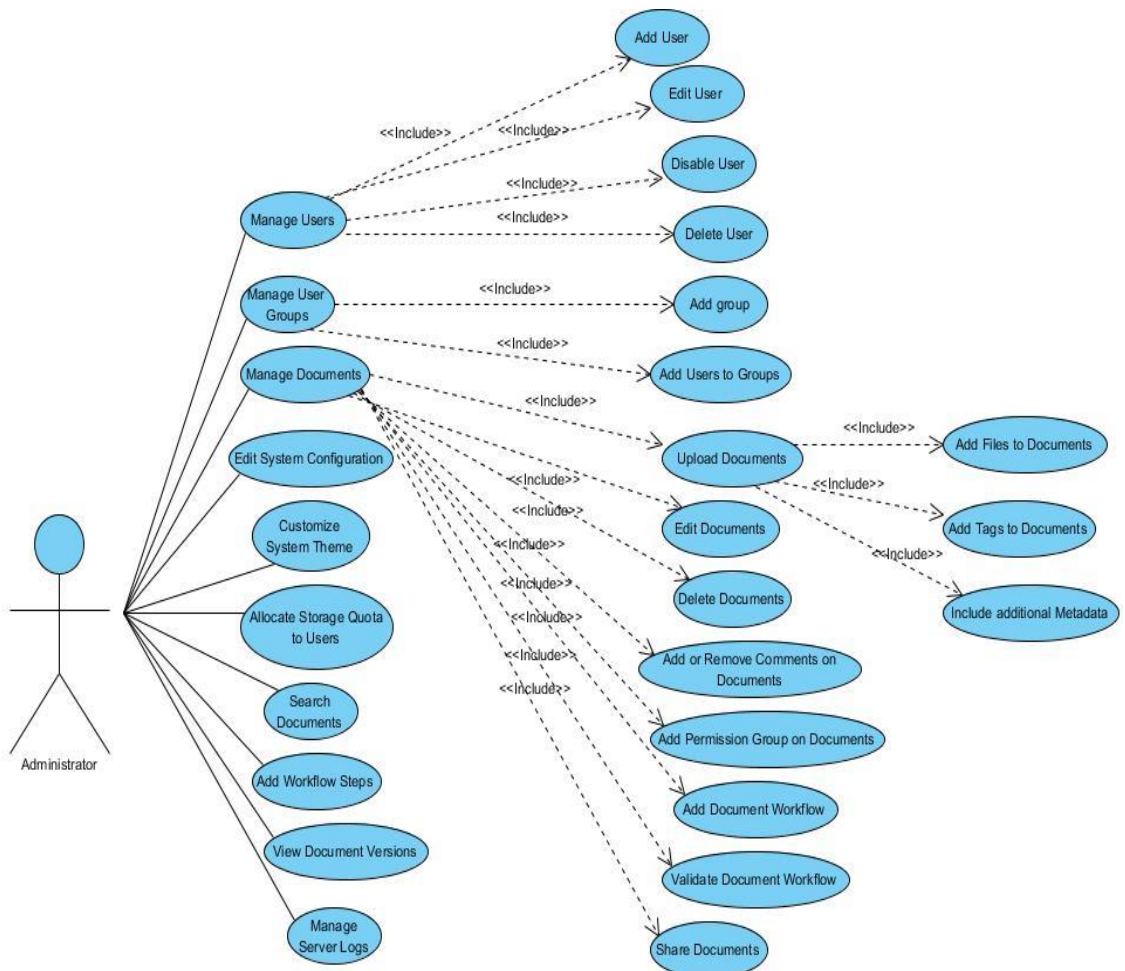 Add User
Edit User
<<Include>>
<<Include>>
Disable User
<<Include>>
Manage Users
<<Include>>
Delete User
Manage User
Groups
<<Include>>
Add group
<<Include>>
Add Users to Groups
Manage Documents
<<Include>>
<<Include>>
Add Files to Documents
Edit System Configuration
Upload Documents
<<Include>>
<<Include>>
Add Tags to Documents
<<Include>>
Edit Documents
Customize
System Theme
<<Include>>
<<Include>>
<<Include>>
Delete Documents
Include additional Metadata
Allocate Storage Quota
to Users
<<Include>>
<<Include>>
Add or Remove Comments on
Documents
<<Include>>
<<Include>>
Search
Documents
Add Permission Group on Documents
Administrator
Add Workflow Steps
Add Document Workflow
View Document Versions
Validate Document Workflow
Manage
Server Logs
Share Documents